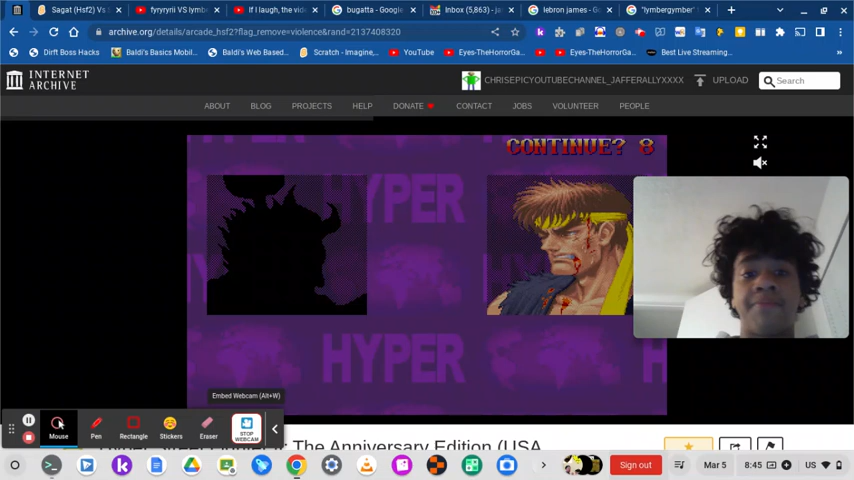 Sagat (Hsf2) Vs
fyryryrii VS lymbe
If I laugh, the vide
bugatta - Google
Inbox (5,863) - ja
lebron james - Go
"lymbergymber"
archive.org/details/arcade_hsf2?flag_remove=violence&rand=2137408320
Dirft Boss Hacks
Baldi's Basics Mobil...
Baldi's Web Based...
Scratch - Imagine,...
YouTube
Eyes-TheHorrorGa...
Eyes-TheHorrorGa...
Best Live Streaming...
INTERNET ARCHIVE
CHRISEPICYOUTUBECHANNEL_JAFFERALLYXXXX
UPLOAD
Search
ABOUT
BLOG
PROJECTS
HELP
DONATE
CONTACT
JOBS
VOLUNTEER
PEOPLE
CONTINUE? 8
HYPER
HYPER
HYPER
Embed Webcam (Alt+W)
Mouse
Pen
Rectangle
Stickers
Eraser
STOP WEBCAM
The Anniversary Edition (USA
Sign out
Mar 5
8:45
US